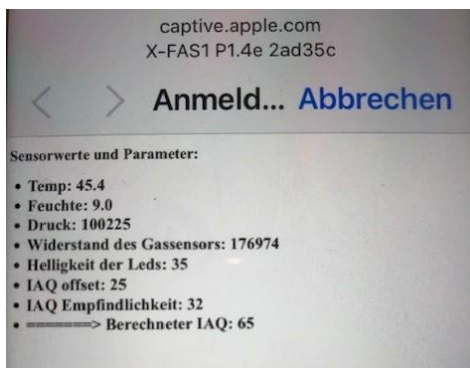 captive.apple.com
X-FAS1 P1.4e 2ad35c
Anmeld... Abbrechen
Sensorwerte und Parameter:
• Temp: 45.4
• Feuchte: 9.0
• Druck: 100225
• Widerstand des Gassensors: 176974
• Helligkeit der Leds: 35
• IAQ offset: 25
• IAQ Empfindlichkeit: 32
• =======> Berechneter IAQ: 65